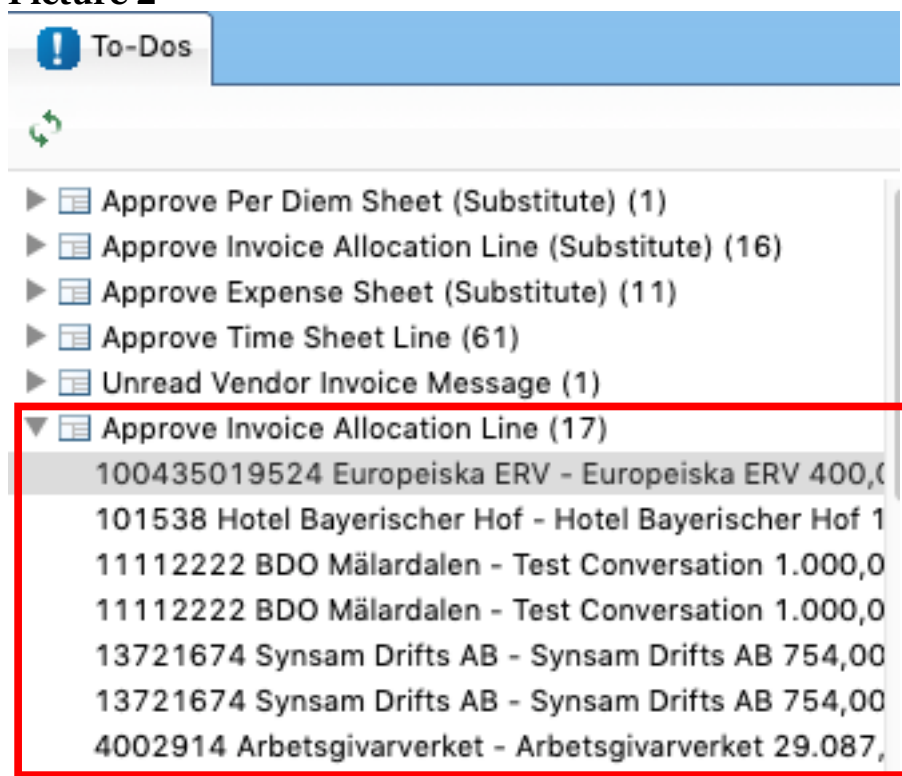 Picture 2
To-Dos
Approve Per Diem Sheet (Substitute) (1)
Approve Invoice Allocation Line (Substitute) (16)
Approve Expense Sheet (Substitute) (11)
Approve Time Sheet Line (61)
Unread Vendor Invoice Message (1)
Approve Invoice Allocation Line (17)
100435019524 Europeiska ERV - Europeiska ERV 400,
101538 Hotel Bayerischer Hof - Hotel Bayerischer Hof 1
11112222 BDO Mälardalen - Test Conversation 1.000,0
11112222 BDO Mälardalen - Test Conversation 1.000,0
13721674 Synsam Drifts AB - Synsam Drifts AB 754,00
13721674 Synsam Drifts AB - Synsam Drifts AB 754,00
4002914 Arbetsgivarverket - Arbetsgivarverket 29.087,